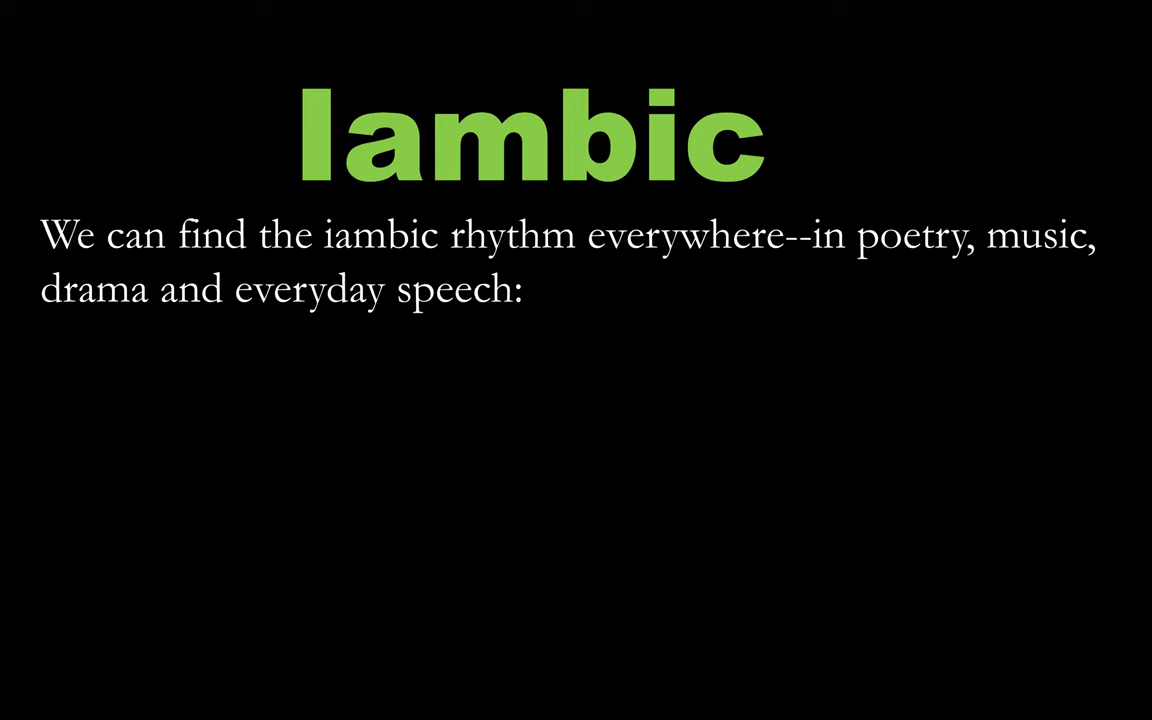 Iambic
We can find the iambic rhythm everywhere--in poetry, music,
drama and everyday speech: